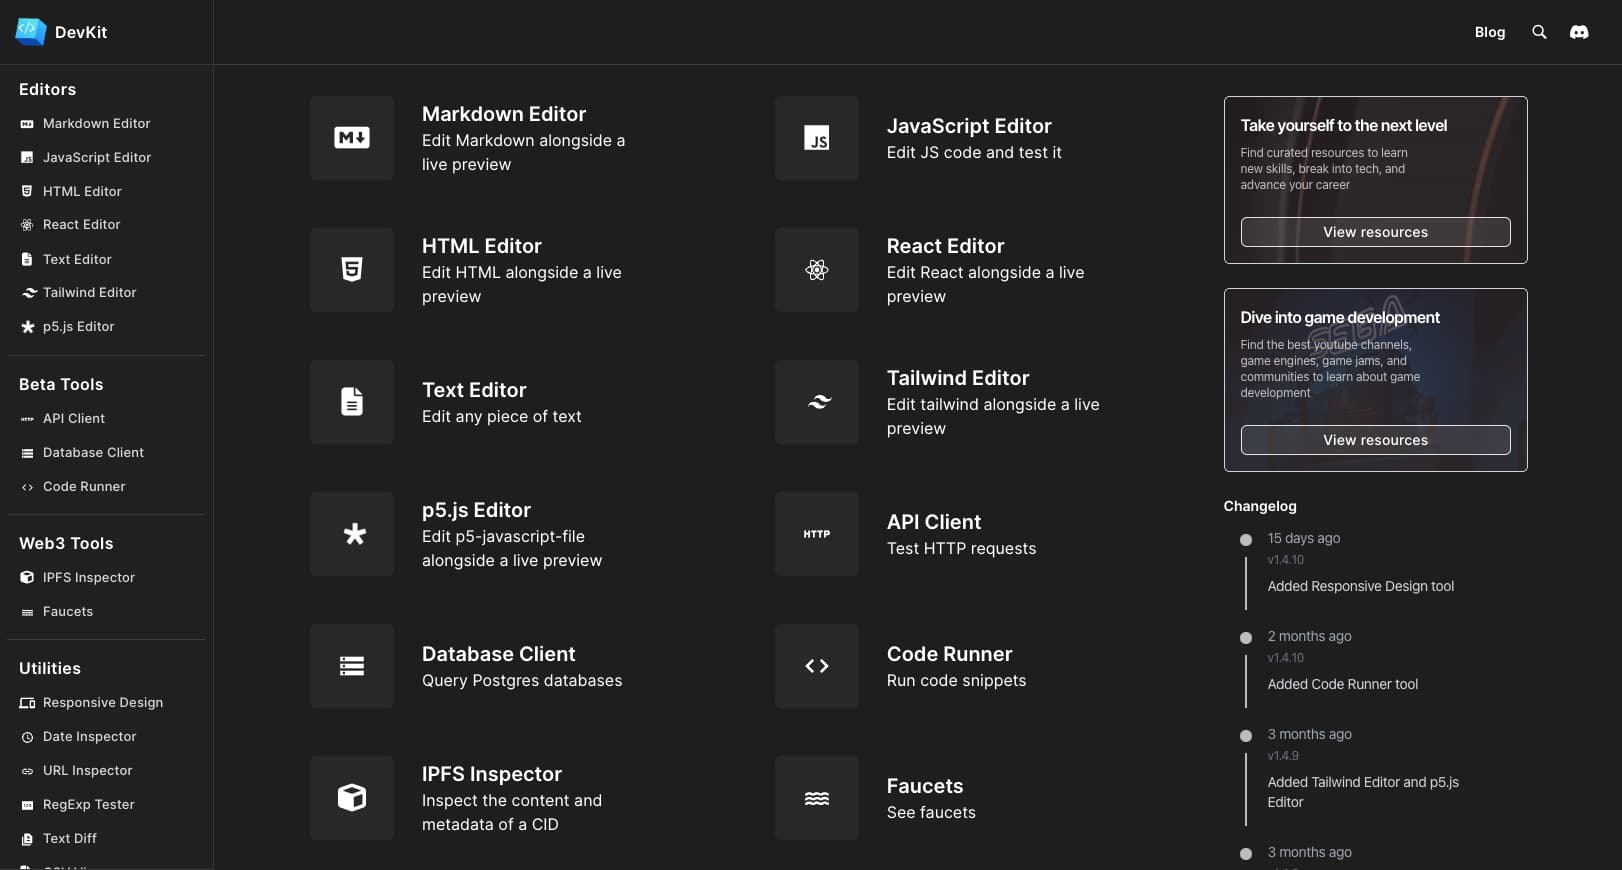 DevKit
Blog
Editors
Markdown Editor
JavaScript Editor
HTML Editor
React Editor
Text Editor
Tailwind Editor
p5.js Editor
Beta Tools
HTTP
API Client
Database Client
Code Runner
Web3 Tools
IPFS Inspector
Faucets
Utilities
Responsive Design
Date Inspector
URL Inspector
RegExp Tester
Text Diff
Markdown Editor
Edit Markdown alongside a
live preview
JS
JavaScript Editor
Edit JS code and test it
HTML Editor
Edit HTML alongside a live
preview
React Editor
Edit React alongside a live
preview
Text Editor
Edit any piece of text
Tailwind Editor
Edit tailwind alongside a live
preview
p5.js Editor
Edit p5-javascript-file
alongside a live preview
HTTP
API Client
Test HTTP requests
Database Client
Query Postgres databases
Code Runner
Run code snippets
IPFS Inspector
Inspect the content and
metadata of a CID
Faucets
See faucets
Take yourself to the next level
Find curated resources to learn
new skills, break into tech, and
advance your career
View resources
SEGA
Dive into game development
Find the best youtube channels,
game engines, game jams, and
communities to learn about game
development
View resources
Changelog
15 days ago
v1.4.10
Added Responsive Design tool
2 months ago
v1.4.10
Added Code Runner tool
3 months ago
v1.4.9
Added Tailwind Editor and p5.js
Editor
3 months ago